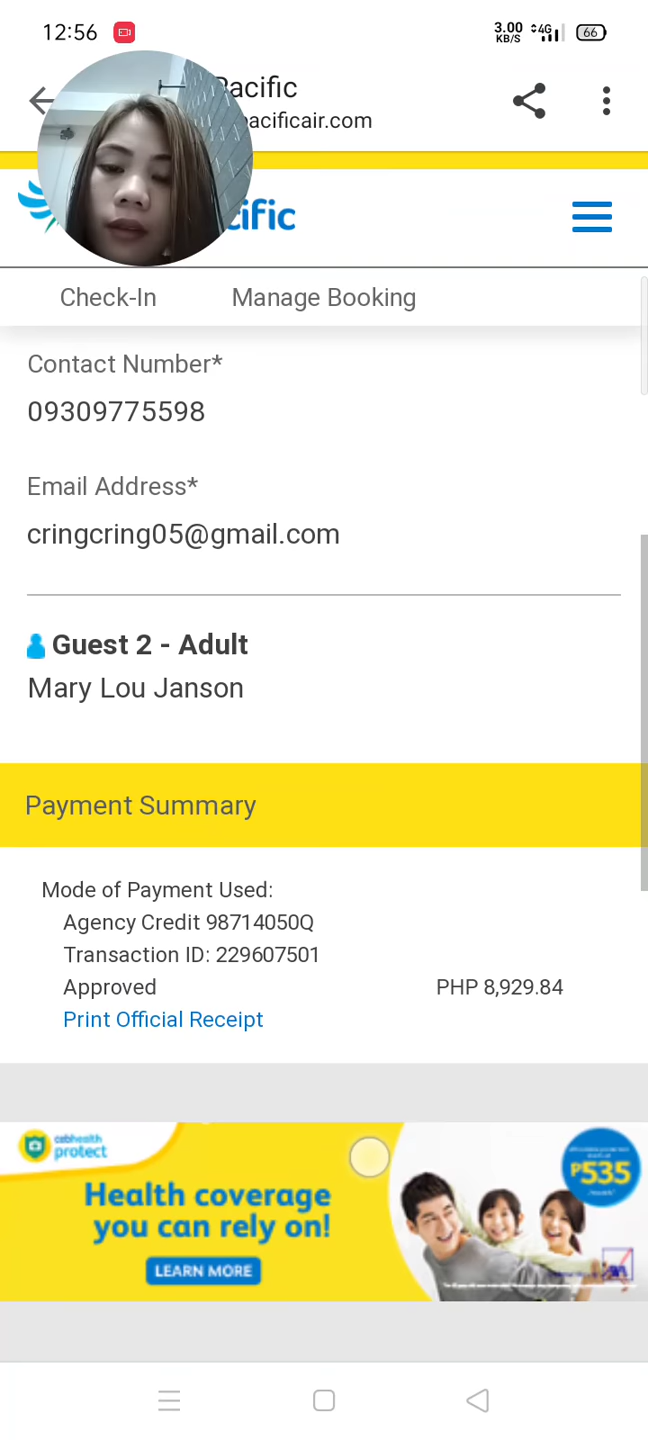 12:56
3.00
KB/S
4G
66
Pacific
pacificair.com
cific
Check-In
Manage Booking
Contact Number*
09309775598
Email Address*
cringcring05@gmail.com
Guest 2 - Adult
Mary Lou Janson
Payment Summary
Mode of Payment Used:
Agency Credit 98714050Q
Transaction ID: 229607501
Approved PHP 8,929.84
Print Official Receipt
cebhealth
protect
Health coverage
you can rely on!
LEARN MORE
₱535
AXA